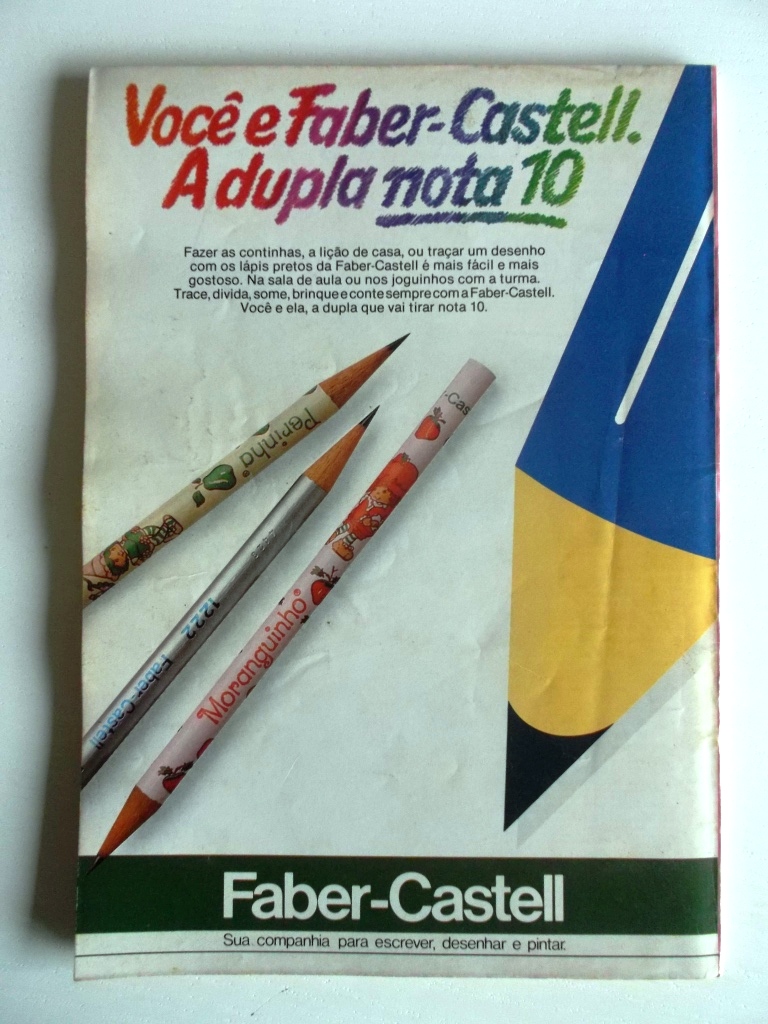 Você e Faber-Castell.
A dupla nota 10
Fazer as continhas, a lição de casa, ou traçar um desenho
com os lápis pretos da Faber-Castell é mais fácil e mais
gostoso. Na sala de aula ou nos joguinhos com a turma.
Trace, divida, some, brinque e conte sempre com a Faber-Castell.
Você e ela, a dupla que vai tirar nota 10.
-Cas
Perinha®
1222
Faber-Castell
Moranguinho®
Faber-Castell
Sua companhia para escrever, desenhar e pintar.